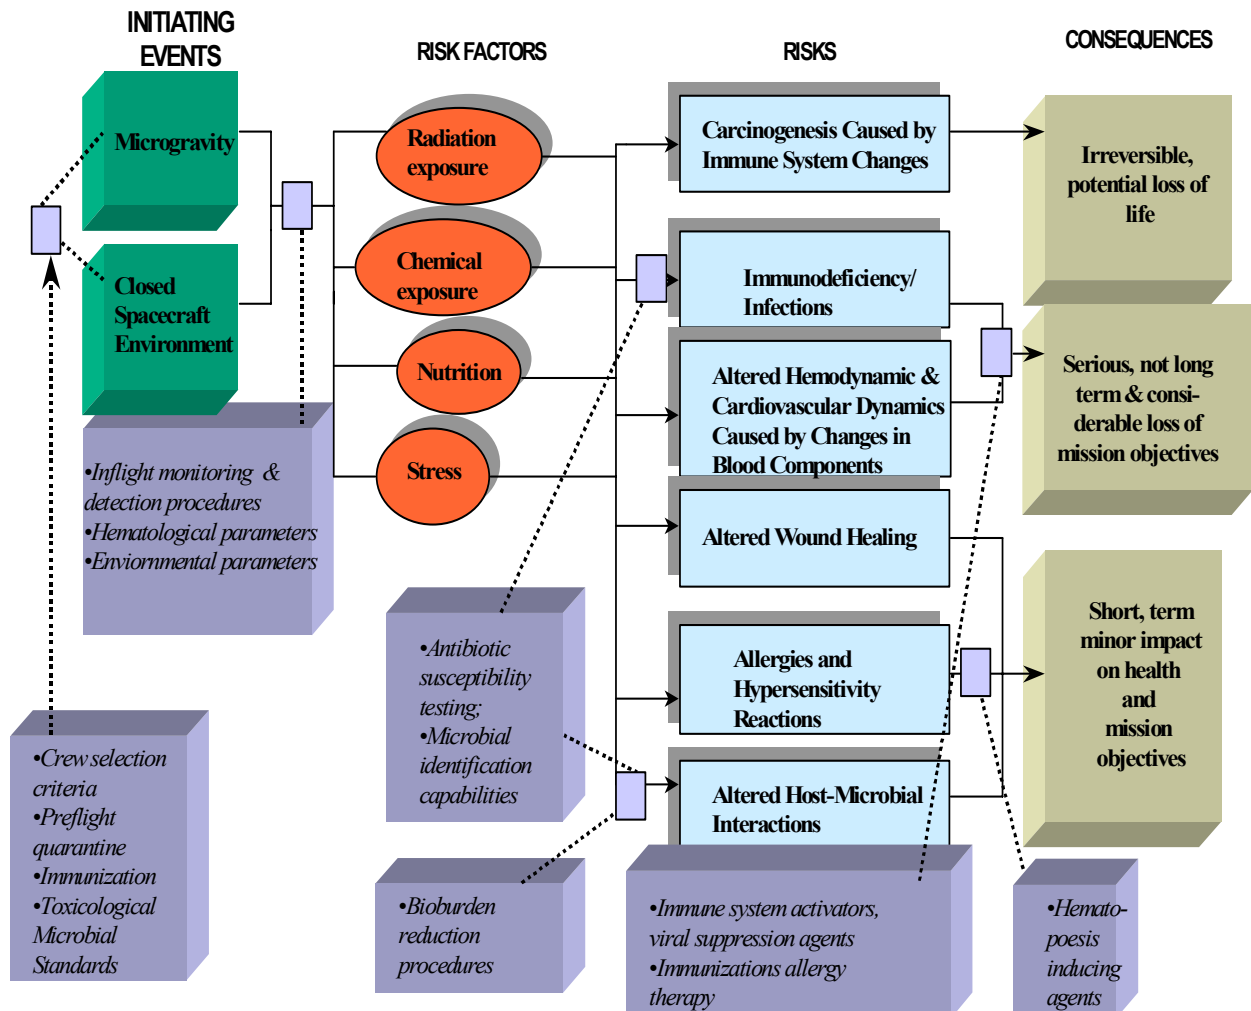 INITIATING
EVENTS
RISK FACTORS
RISKS
CONSEQUENCES
Microgravity
Closed
Spacecraft
Environment
•Inflight monitoring &
detection procedures
•Hematological parameters
•Enviornmental parameters
•Crew selection
criteria
•Preflight
quarantine
•Immunization
•Toxicological
Microbial
Standards
Radiation
exposure
Chemical
exposure
Nutrition
Stress
•Antibiotic
susceptibility
testing;
•Microbial
identification
capabilities
•Bioburden
reduction
procedures
Carcinogenesis Caused by
Immune System Changes
Immunodeficiency/
Infections
Altered Hemodynamic &
Cardiovascular Dynamics
Caused by Changes in
Blood Components
Altered Wound Healing
Allergies and
Hypersensitivity
Reactions
Altered Host-Microbial
Interactions
•Immune system activators,
viral suppression agents
•Immunizations allergy
therapy
Irreversible,
potential loss of
life
Serious, not long
term & consi-
derable loss of
mission objectives
Short, term
minor impact
on health
and
mission
objectives
•Hemato-
poesis
inducing
agents